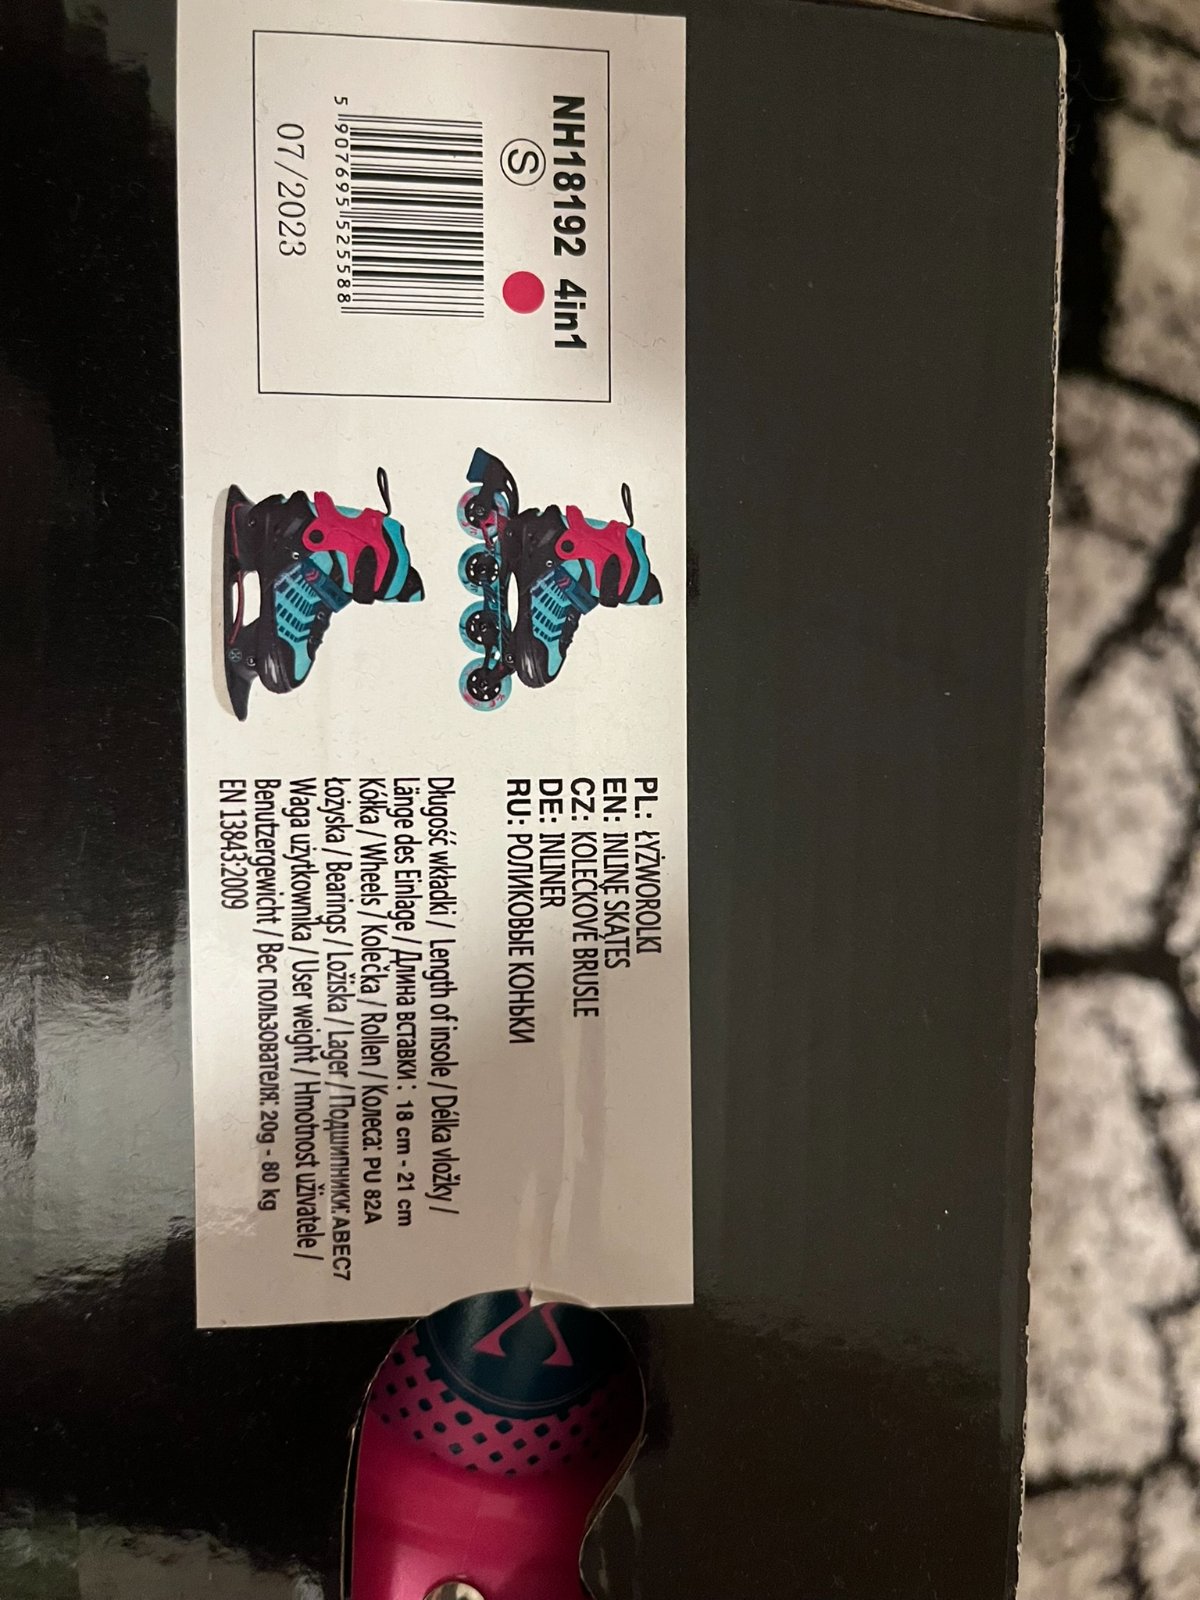 NH18192 4in1
S
5 907695 525588
07/2023
PL: ŁYŻWOROLKI
EN: INLINE SKATES
CZ: KOLEČKOVÉ BRUSLE
DE: INLINER
RU: РОЛИКОВЫЕ КОНЬКИ
Długość wkładki / Length of insole / Délka vložky /
Länge des Einlage / Длина вставки: 18 cm - 21 cm
Kółka / Wheels / Kolečka / Rollen / Колеса: PU 82A
Łożyska / Bearings / Ložiska / Lager / Подшипники: ABEC7
Waga użytkownika / User weight / Hmotnost uživatele /
Benutzergewicht / Вес пользователя: 20g - 80 kg
EN 13843:2009